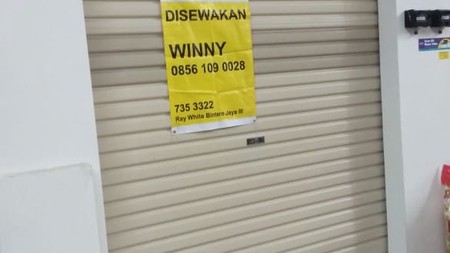 DISEWAKAN
WINNY
0856 109 0028
735 3322
Ray White Bintaro Jaya III